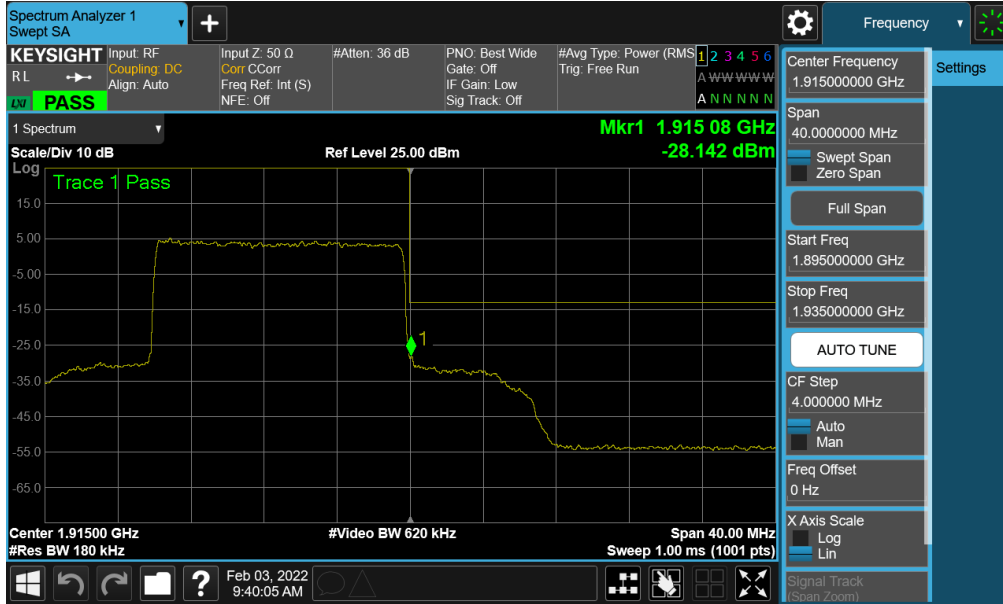 Spectrum Analyzer 1
Swept SA
Frequency
KEYSIGHT
R L
LXI
PASS
Input: RF
Coupling: DC
Align: Auto
Input Z: 50 Ω
Corr CCorr
Freq Ref: Int (S)
NFE: Off
#Atten: 36 dB
PNO: Best Wide
Gate: Off
IF Gain: Low
Sig Track: Off
#Avg Type: Power (RMS
Trig: Free Run
1 2 3 4 5 6
A W W W W W
A N N N N N
1 Spectrum
Scale/Div 10 dB
Ref Level 25.00 dBm
Mkr1 1.915 08 GHz
-28.142 dBm
Log
Trace 1 Pass
15.0
5.00
-5.00
-15.0
-25.0
-35.0
-45.0
-55.0
-65.0
1
Center 1.91500 GHz
#Res BW 180 kHz
#Video BW 620 kHz
Span 40.00 MHz
Sweep 1.00 ms (1001 pts)
Feb 03, 2022
9:40:05 AM
Center Frequency
1.915000000 GHz
Settings
Span
40.0000000 MHz
Swept Span
Zero Span
Full Span
Start Freq
1.895000000 GHz
Stop Freq
1.935000000 GHz
AUTO TUNE
CF Step
4.000000 MHz
Auto
Man
Freq Offset
0 Hz
X Axis Scale
Log
Lin
Signal Track
(Span Zoom)